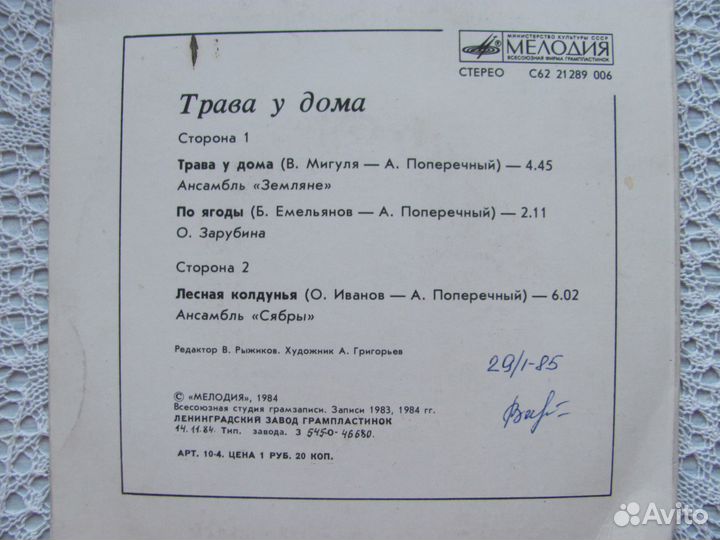 МИНИСТЕРСТВО КУЛЬТУРЫ СССР
МЕЛОДИЯ
ВСЕСОЮЗНАЯ ФИРМА ГРАМПЛАСТИНОК
СТЕРЕО С62 21289 006
Трава у дома
Сторона 1
Трава у дома (В. Мигуля — А. Поперечный) — 4.45
Ансамбль «Земляне»
По ягоды (Б. Емельянов — А. Поперечный) — 2.11
О. Зарубина
Сторона 2
Лесная колдунья (О. Иванов — А. Поперечный) — 6.02
Ансамбль «Сябры»
Редактор В. Рыжиков. Художник А. Григорьев
29/I-85
© «МЕЛОДИЯ», 1984
Всесоюзная студия грамзаписи. Записи 1983, 1984 гг.
ЛЕНИНГРАДСКИЙ ЗАВОД ГРАМПЛАСТИНОК
14.11.84. Тип. завода. З 545-0-46680.
АРТ. 10-4. ЦЕНА 1 РУБ. 20 КОП.
Avito